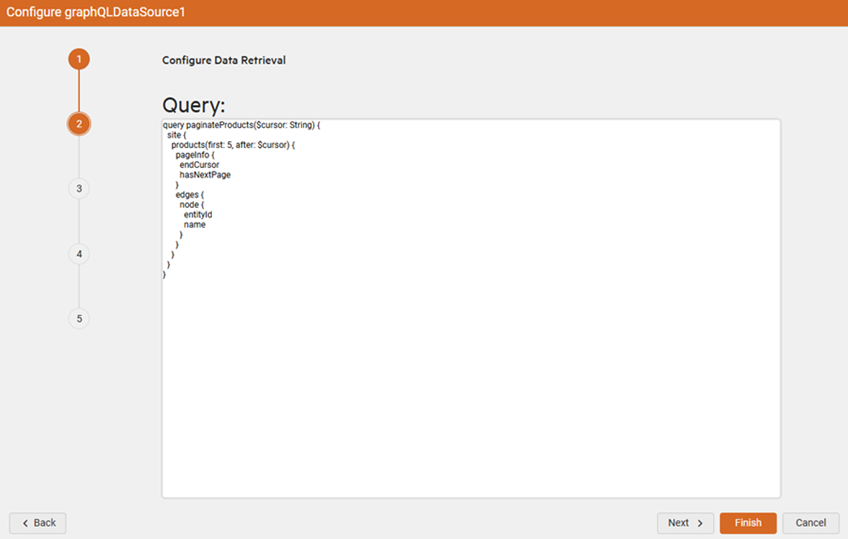 Configure graphQLDataSource1
1
Configure Data Retrieval
Query:
2
query paginateProducts($cursor: String) {
site {
products(first: 5, after: $cursor) {
pageInfo {
endCursor
hasNextPage
}
edges {
node {
entityId
name
}
}
}
}
}
3
4
5
Back
Next
Finish
Cancel